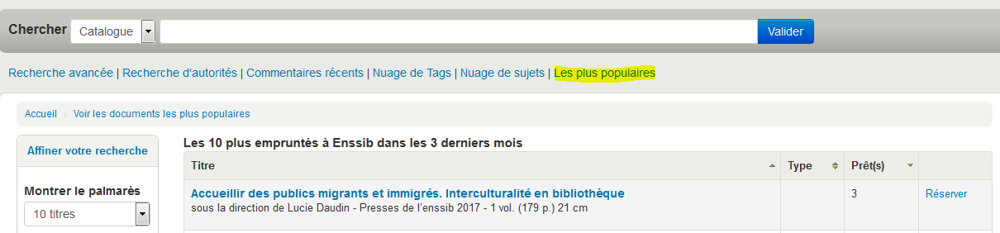 Chercher Catalogue Valider
Recherche avancée | Recherche d'autorités | Commentaires récents | Nuage de Tags | Nuage de sujets | Les plus populaires
Accueil › Voir les documents les plus populaires
Affiner votre recherche
Montrer le palmarès
10 titres
Les 10 plus empruntés à Enssib dans les 3 derniers mois
Titre Type Prêt(s)
Accueillir des publics migrants et immigrés. Interculturalité en bibliothèque 3 Réserver
sous la direction de Lucie Daudin - Presses de l'enssib 2017 - 1 vol. (179 p.) 21 cm